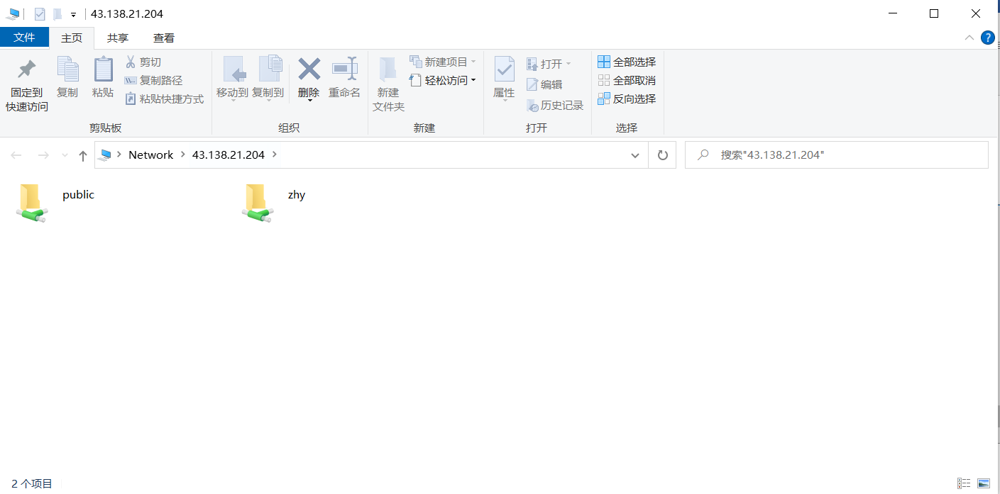 43.138.21.204
文件 主页 共享 查看
固定到
快速访问
复制
粘贴
剪切
复制路径
粘贴快捷方式
剪贴板
移动到
复制到
删除
重命名
组织
新建
文件夹
新建项目
轻松访问
新建
属性
打开
编辑
历史记录
打开
全部选择
全部取消
反向选择
选择
Network 43.138.21.204
搜索"43.138.21.204"
public
zhy
2 个项目